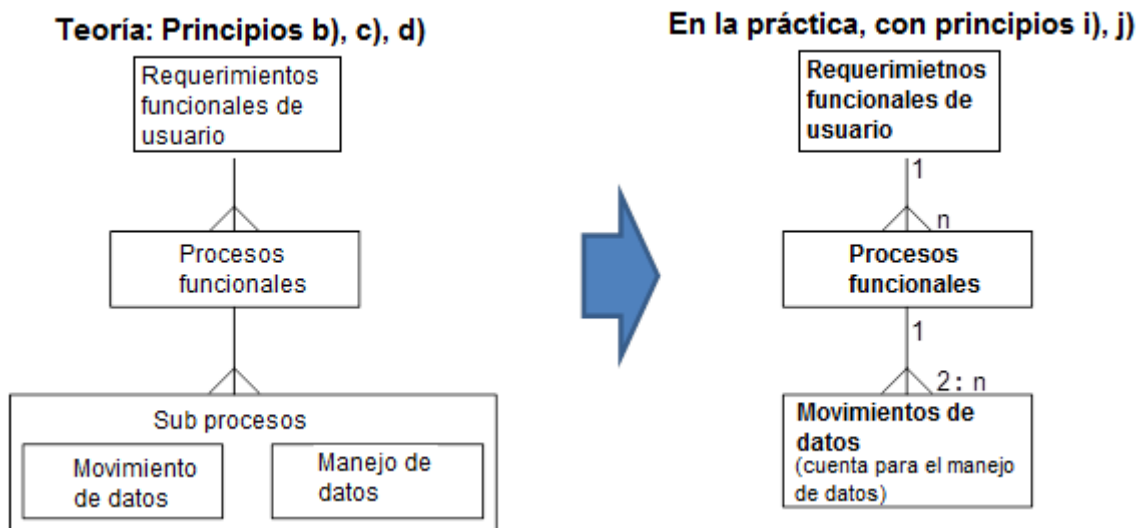 Teoría: Principios b), c), d)
Requerimientos
funcionales de
usuario
Procesos
funcionales
Sub procesos
Movimiento
de datos
Manejo de
datos
En la práctica, con principios i), j)
Requerimietnos
funcionales de
usuario
1
n
Procesos
funcionales
1
2 : n
Movimientos de
datos
(cuenta para el manejo
de datos)